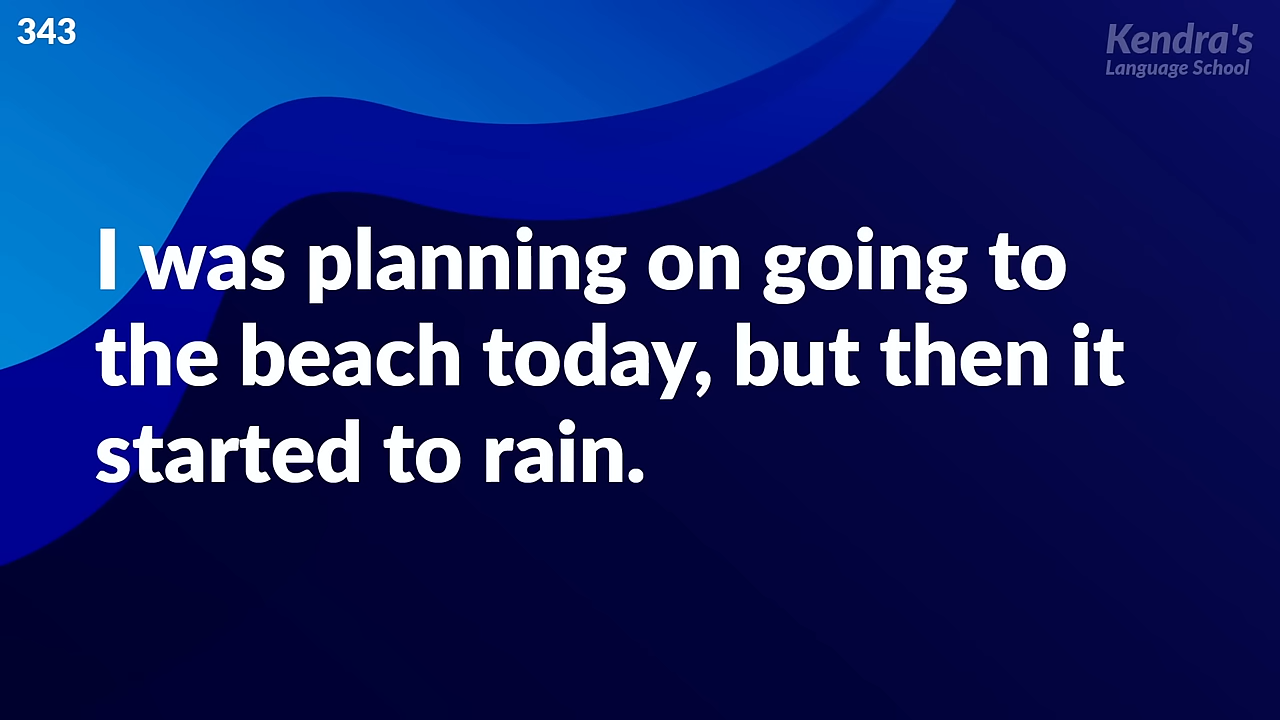 343
Kendra's
Language School
I was planning on going to
the beach today, but then it
started to rain.